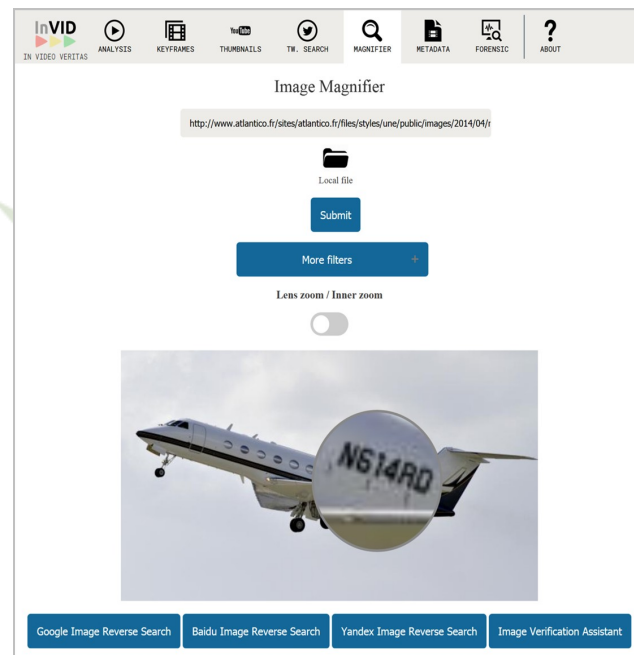 InVID
IN VIDEO VERITAS
ANALYSIS
KEYFRAMES
You Tube
THUMBNAILS
TW. SEARCH
MAGNIFIER
METADATA
FORENSIC
?
ABOUT
Image Magnifier
http://www.atlantico.fr/sites/atlantico.fr/files/styles/une/public/images/2014/04/r
Local file
Submit
More filters +
Lens zoom / Inner zoom
N614RD
Google Image Reverse Search
Baidu Image Reverse Search
Yandex Image Reverse Search
Image Verification Assistant